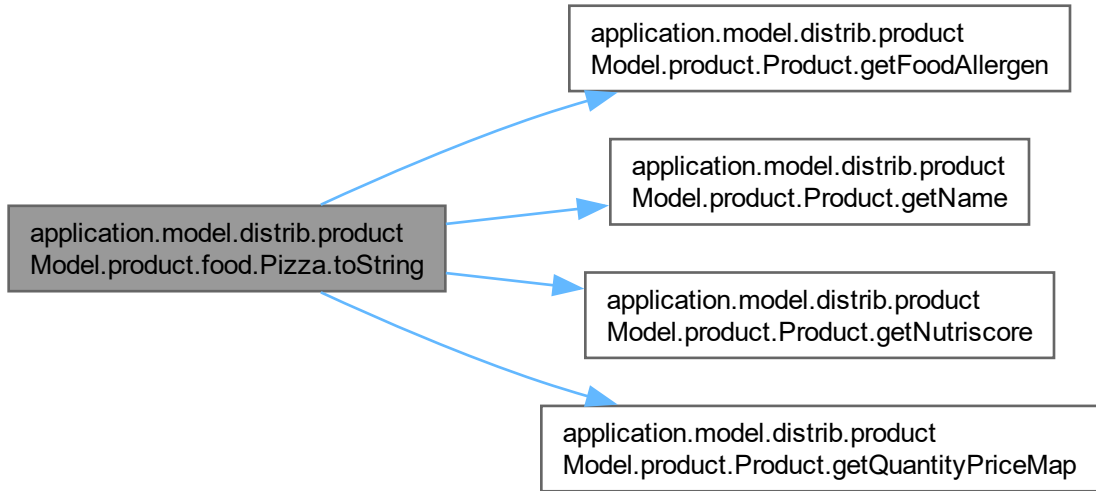 application.model.distrib.product
Model.product.Product.getFoodAllergen
application.model.distrib.product
Model.product.Product.getName
application.model.distrib.product
Model.product.food.Pizza.toString
application.model.distrib.product
Model.product.Product.getNutriscore
application.model.distrib.product
Model.product.Product.getQuantityPriceMap